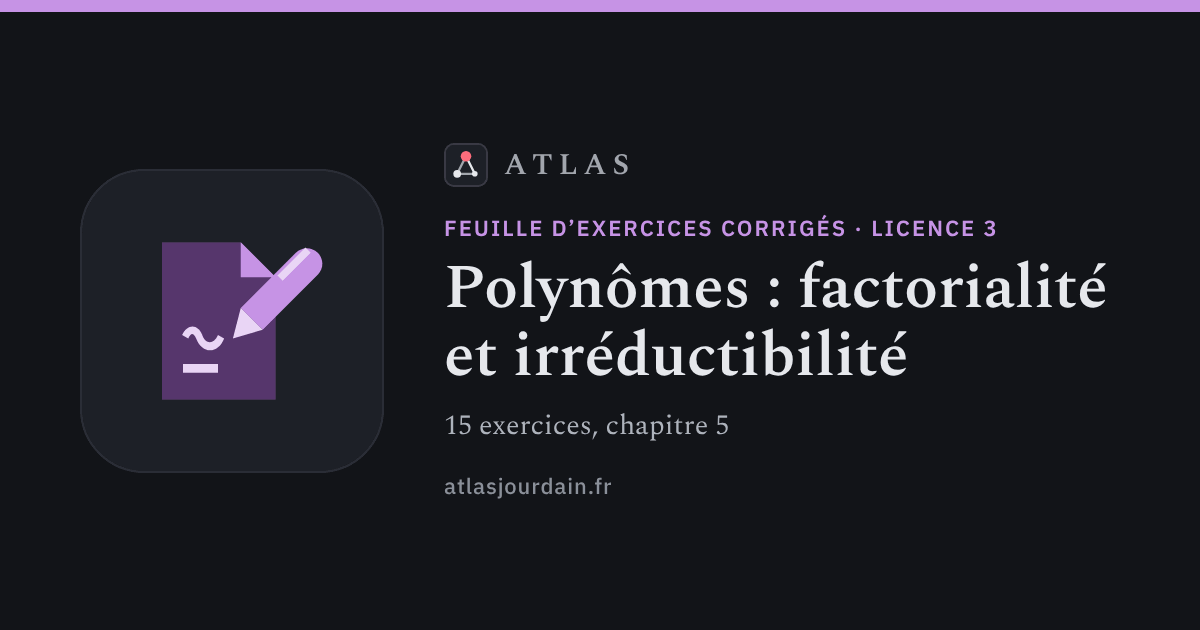 ATLAS
FEUILLE D’EXERCICES CORRIGÉS · LICENCE 3
Polynômes : factorialité
et irréductibilité
15 exercices, chapitre 5
atlasjourdain.fr